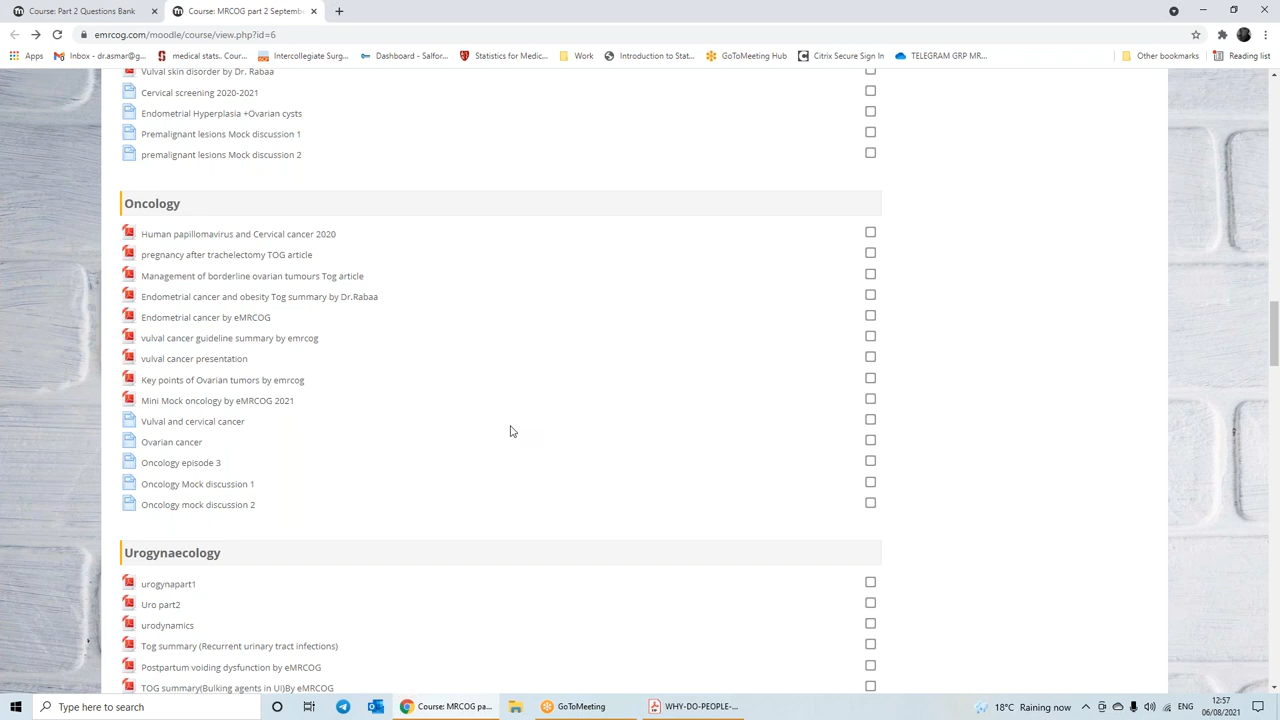 Course: Part 2 Questions Bank
Course: MRCOG part 2 Septemb
emrcog.com/moodle/course/view.php?id=6
Apps
Inbox - dr.asmar@g...
medical stats. Cour...
Intercollegiate Surg...
Dashboard - Salfor...
Statistics for Medic...
Work
Introduction to Stat...
GoToMeeting Hub
Citrix Secure Sign In
TELEGRAM GRP MR...
Other bookmarks
Reading list
Vulval skin disorder by Dr. Rabaa
Cervical screening 2020-2021
Endometrial Hyperplasia +Ovarian cysts
Premalignant lesions Mock discussion 1
premalignant lesions Mock discussion 2
Oncology
Human papillomavirus and Cervical cancer 2020
pregnancy after trachelectomy TOG article
Management of borderline ovarian tumours Tog article
Endometrial cancer and obesity Tog summary by Dr.Rabaa
Endometrial cancer by eMRCOG
vulval cancer guideline summary by emrcog
vulval cancer presentation
Key points of Ovarian tumors by emrcog
Mini Mock oncology by eMRCOG 2021
Vulval and cervical cancer
Ovarian cancer
Oncology episode 3
Oncology Mock discussion 1
Oncology mock discussion 2
Urogynaecology
urogynapart1
Uro part2
urodynamics
Tog summary (Recurrent urinary tract infections)
Postpartum voiding dysfunction by eMRCOG
TOG summary(Bulking agents in UI)By eMRCOG
Type here to search
Course: MRCOG pa...
GoToMeeting
WHY-DO-PEOPLE-...
18°C Raining now
ENG
12:57
06/08/2021